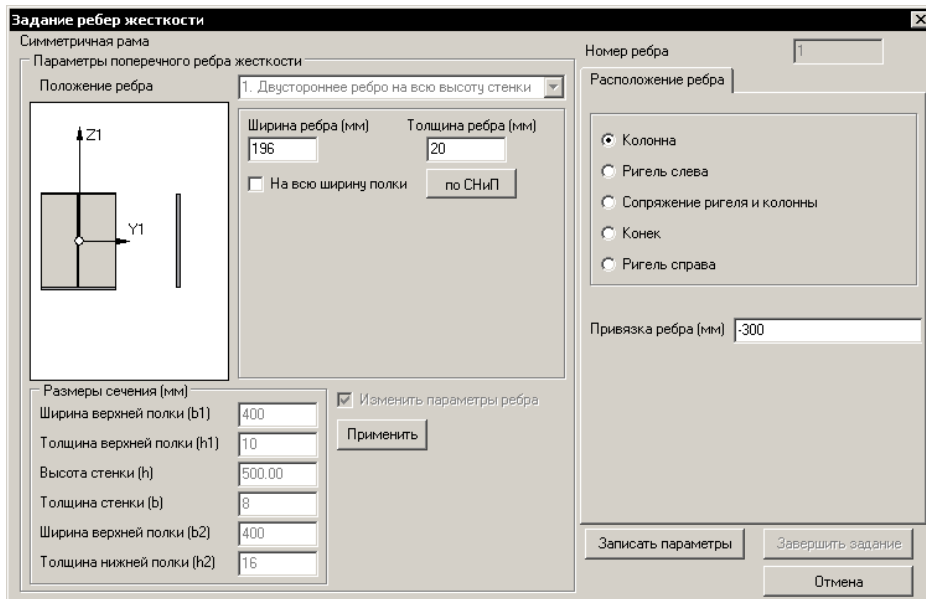 Задание ребер жесткости
Симметричная рама
Параметры поперечного ребра жесткости
Положение ребра
1. Двустороннее ребро на всю высоту стенки
Z1
Y1
Ширина ребра (мм) Толщина ребра (мм)
196 20
На всю ширину полки по СНиП
Размеры сечения (мм)
Ширина верхней полки (b1) 400
Толщина верхней полки (h1) 10
Высота стенки (h) 500.00
Толщина стенки (b) 8
Ширина верхней полки (b2) 400
Толщина нижней полки (h2) 16
Изменить параметры ребра
Применить
Номер ребра 1
Расположение ребра
Колонна
Ригель слева
Сопряжение ригеля и колонны
Конек
Ригель справа
Привязка ребра (мм) -300
Записать параметры Завершить задание
Отмена